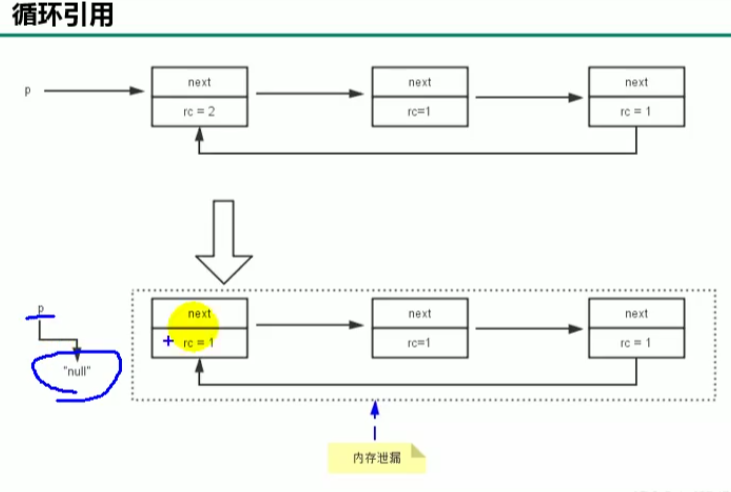 循环引用
p
next
next
next
rc = 2
rc=1
rc = 1
p
next
next
next
rc = 1
rc=1
rc = 1
"null"
内存泄漏